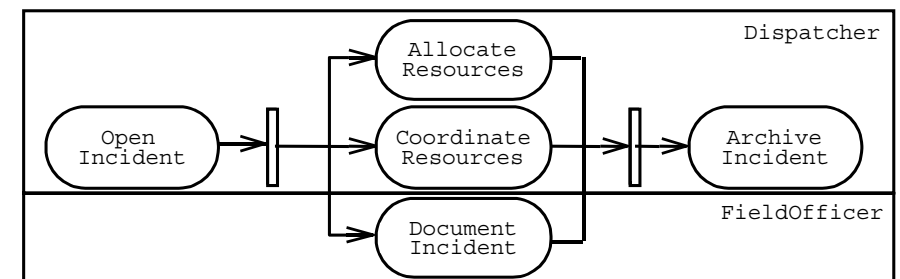 Dispatcher
Allocate
Resources
Open
Incident
Coordinate
Resources
Archive
Incident
FieldOfficer
Document
Incident